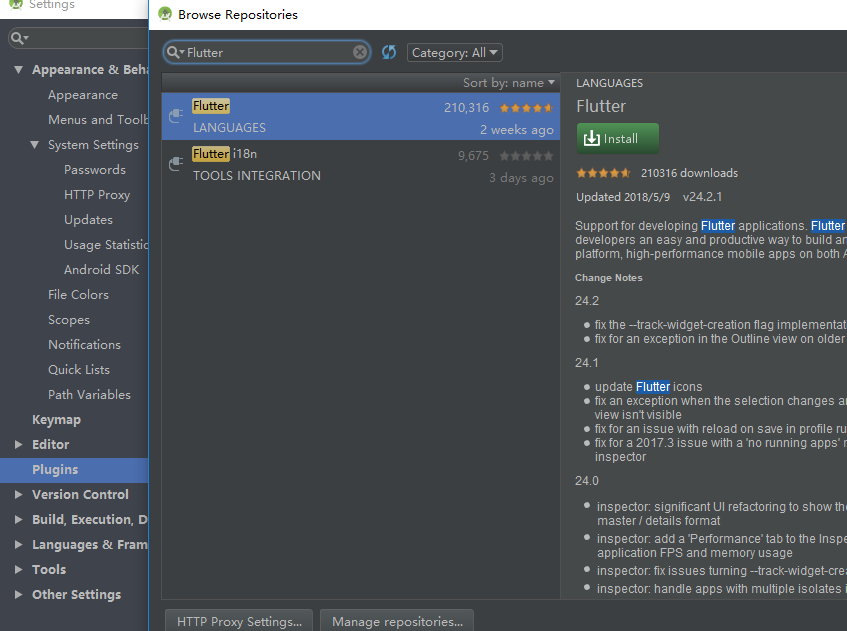 Settings
Browse Repositories
Appearance & Beha
Appearance
Menus and Toolb
System Settings
Passwords
HTTP Proxy
Updates
Usage Statistic
Android SDK
File Colors
Scopes
Notifications
Quick Lists
Path Variables
Keymap
Editor
Plugins
Version Control
Build, Execution, D
Languages & Fram
Tools
Other Settings
Flutter
Category: All
Sort by: name
Flutter
210,316
LANGUAGES
2 weeks ago
Flutter i18n
9,675
TOOLS INTEGRATION
3 days ago
HTTP Proxy Settings...
Manage repositories...
LANGUAGES
Flutter
Install
210316 downloads
Updated 2018/5/9 v24.2.1
Support for developing Flutter applications. Flutter
developers an easy and productive way to build an
platform, high-performance mobile apps on both A
Change Notes
24.2
fix the --track-widget-creation flag implementat
fix for an exception in the Outline view on older
24.1
update Flutter icons
fix an exception when the selection changes a
view isn't visible
fix for an issue with reload on save in profile ru
fix for a 2017.3 issue with a 'no running apps' r
inspector
24.0
inspector: significant UI refactoring to show the
master / details format
inspector: add a 'Performance' tab to the Inspe
application FPS and memory usage
inspector: fix issues turning --track-widget-crea
inspector: handle apps with multiple isolates i